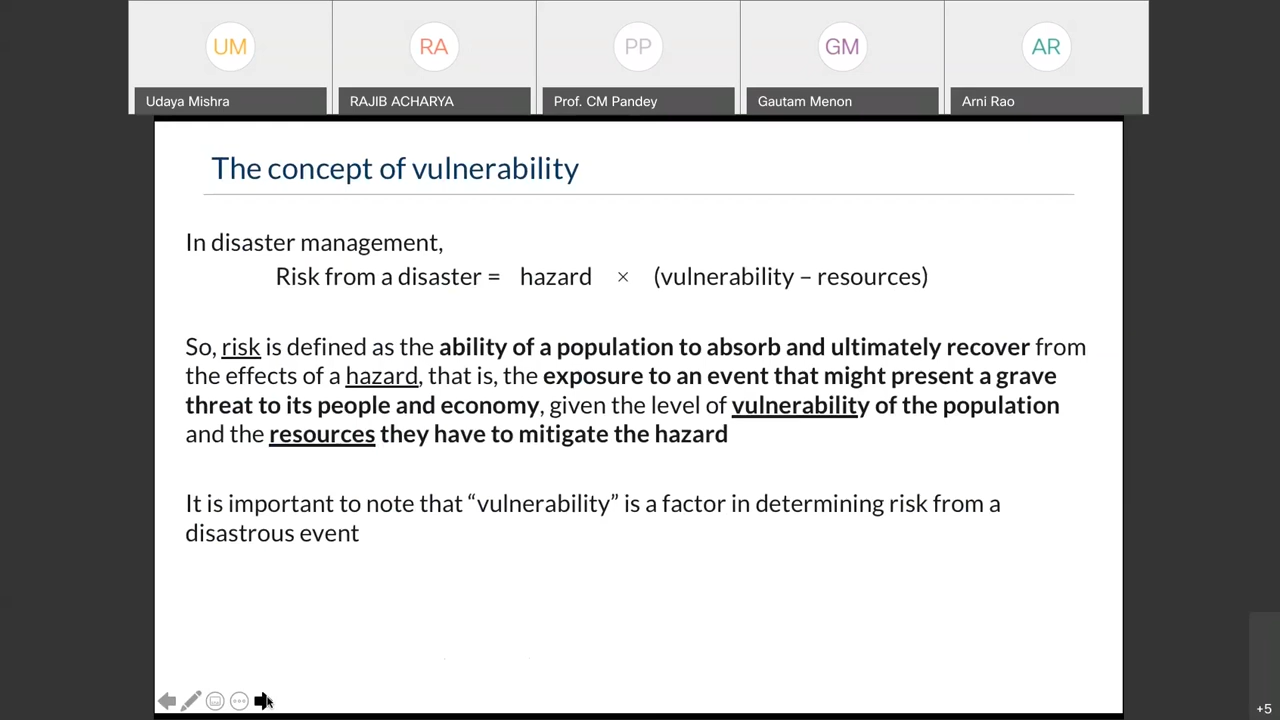 UM
RA
PP
GM
AR
Udaya Mishra
RAJIB ACHARYA
Prof. CM Pandey
Gautam Menon
Arni Rao
The concept of vulnerability
In disaster management,
Risk from a disaster = hazard × (vulnerability – resources)
So, risk is defined as the ability of a population to absorb and ultimately recover from
the effects of a hazard, that is, the exposure to an event that might present a grave
threat to its people and economy, given the level of vulnerability of the population
and the resources they have to mitigate the hazard
It is important to note that “vulnerability” is a factor in determining risk from a
disastrous event
+5